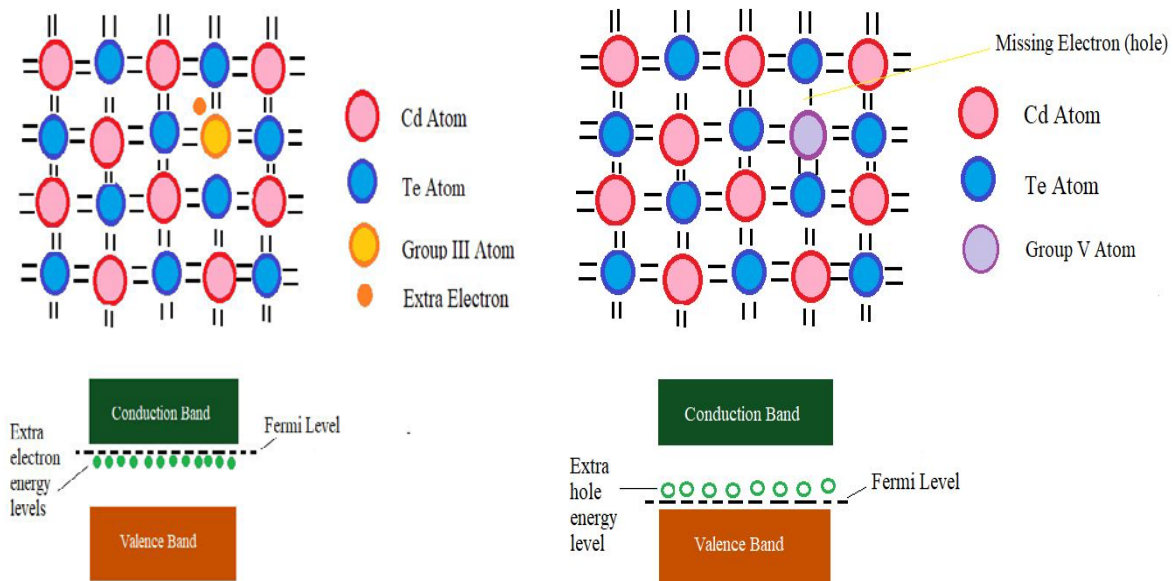 Cd Atom
Te Atom
Group III Atom
Extra Electron
Conduction Band
Fermi Level
Extra
electron
energy
levels
Valence Band
Missing Electron (hole)
Cd Atom
Te Atom
Group V Atom
Conduction Band
Extra
hole
energy
level
Fermi Level
Valence Band